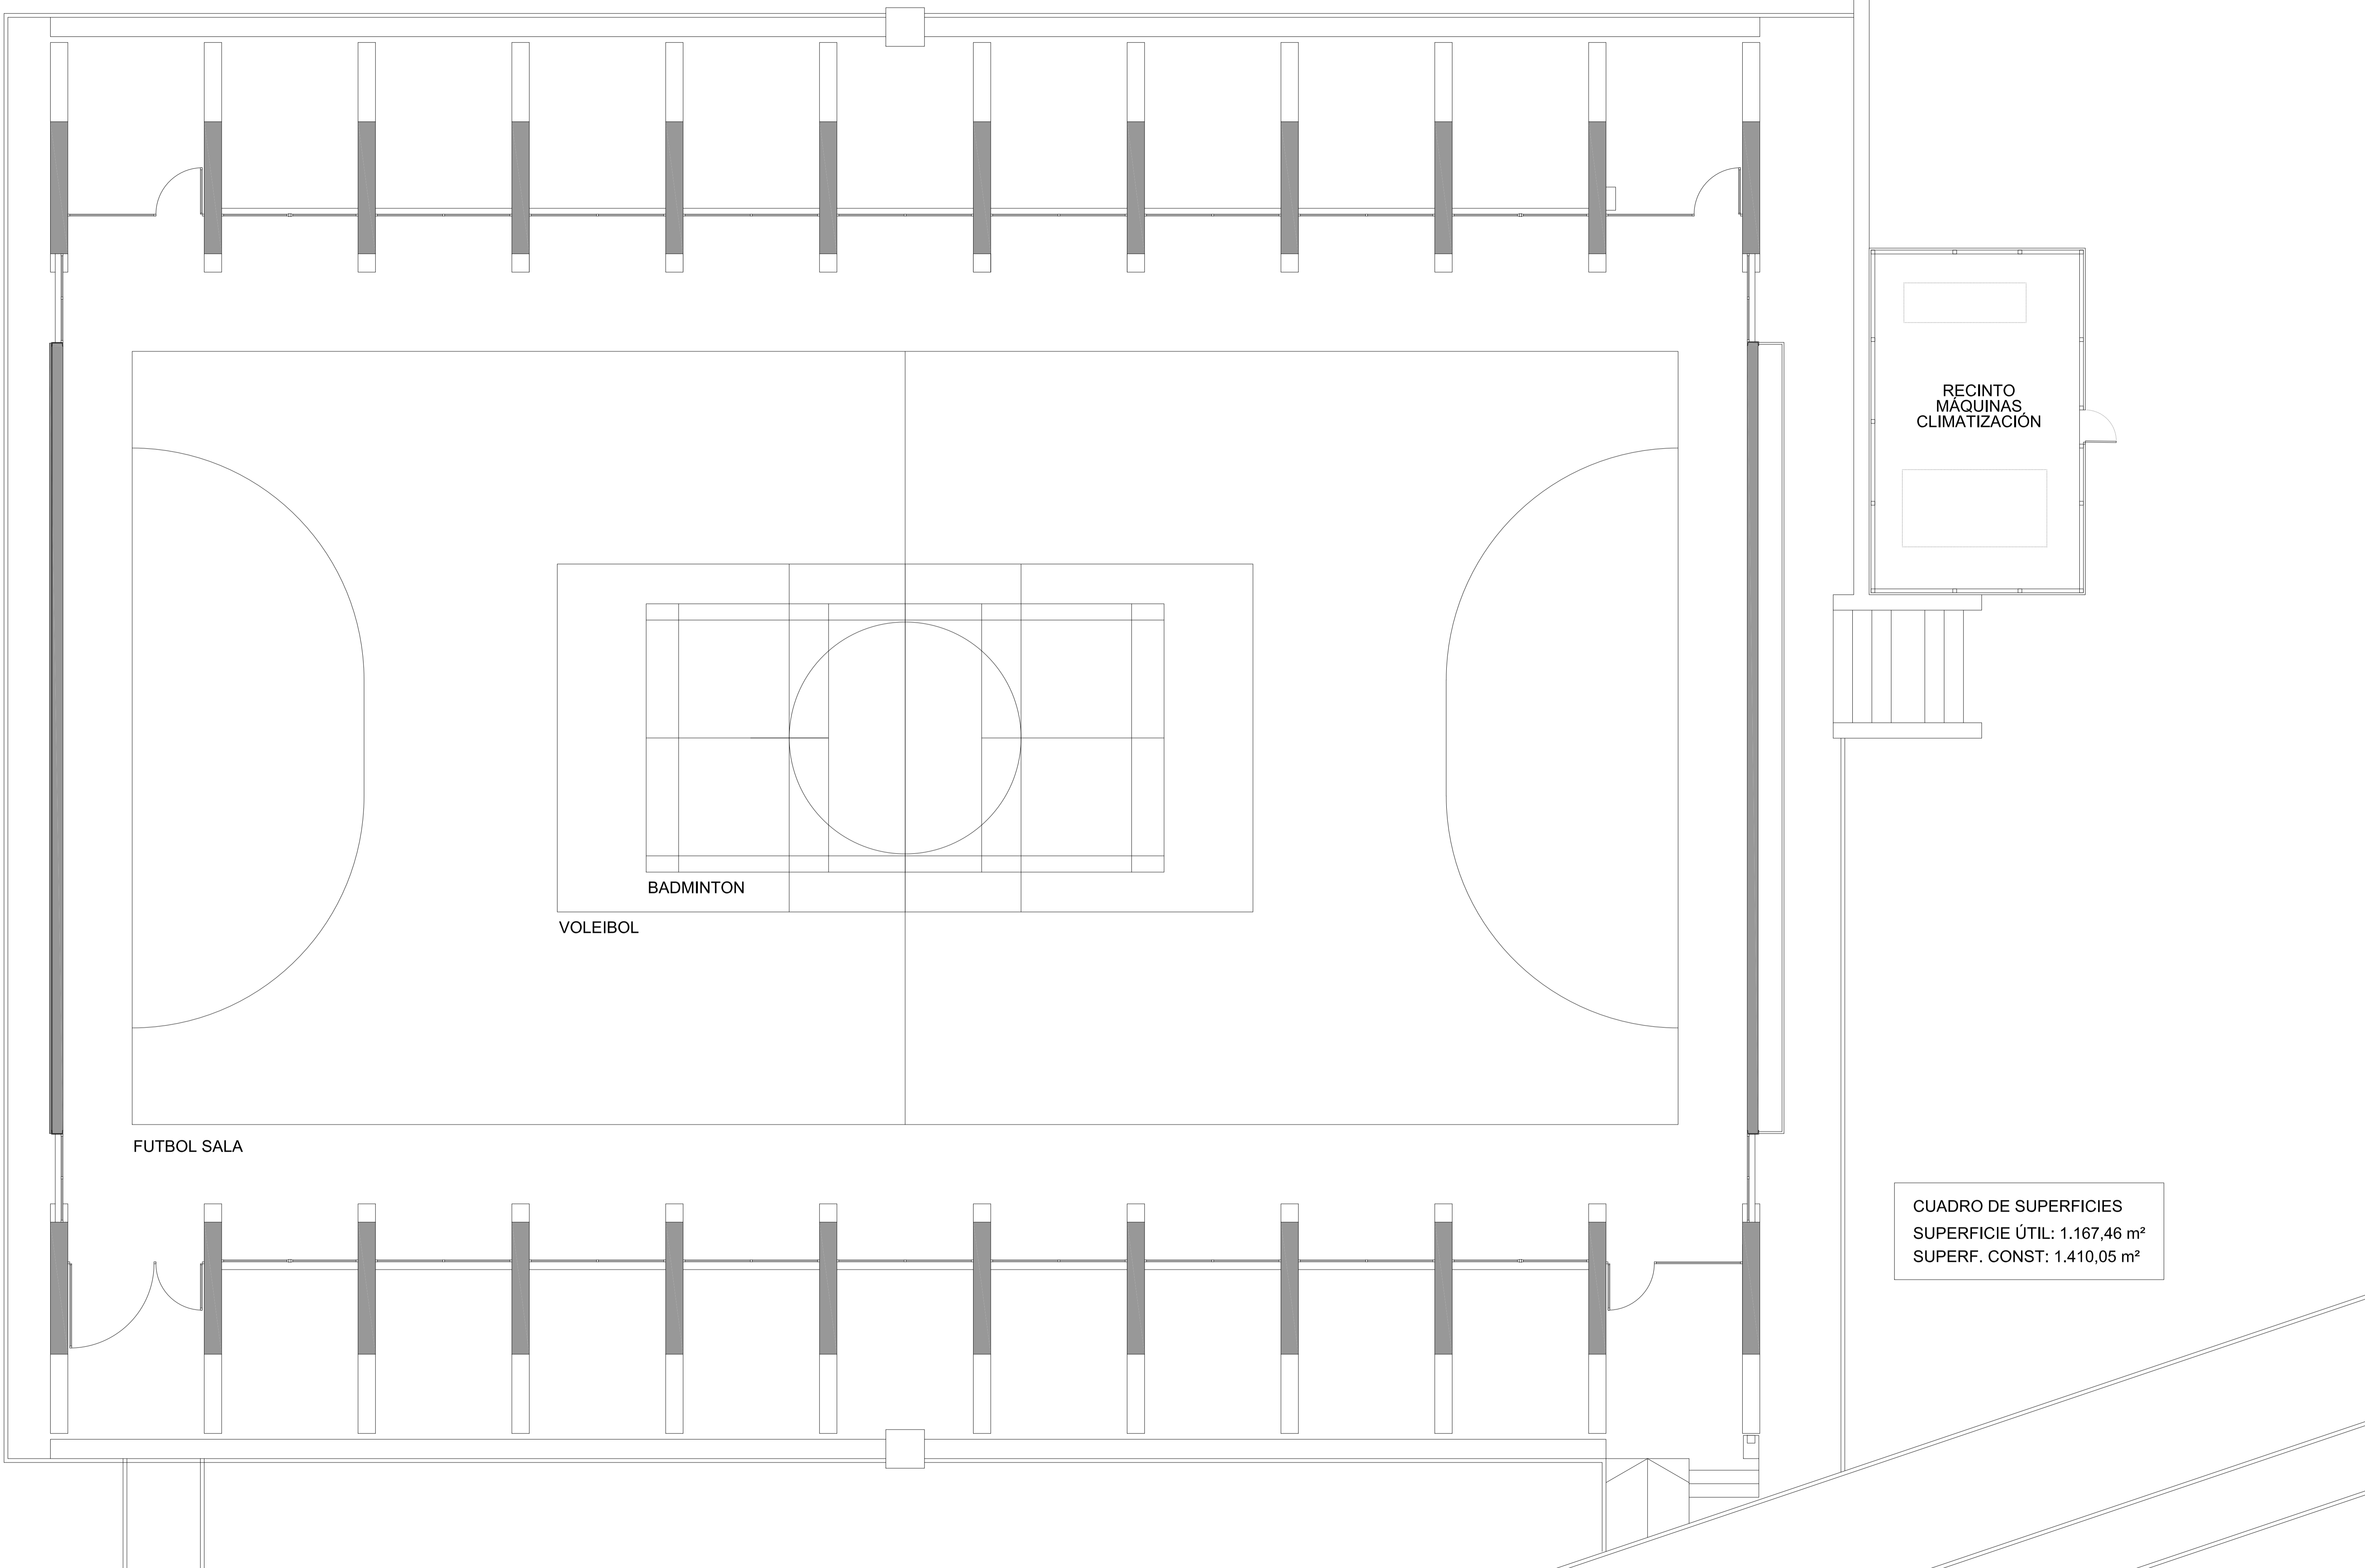 RECINTO
MÁQUINAS
CLIMATIZACIÓN
BADMINTON
VOLEIBOL
FUTBOL SALA
CUADRO DE SUPERFICIES
SUPERFICIE ÚTIL: 1.167,46 m²
SUPERF. CONST: 1.410,05 m²